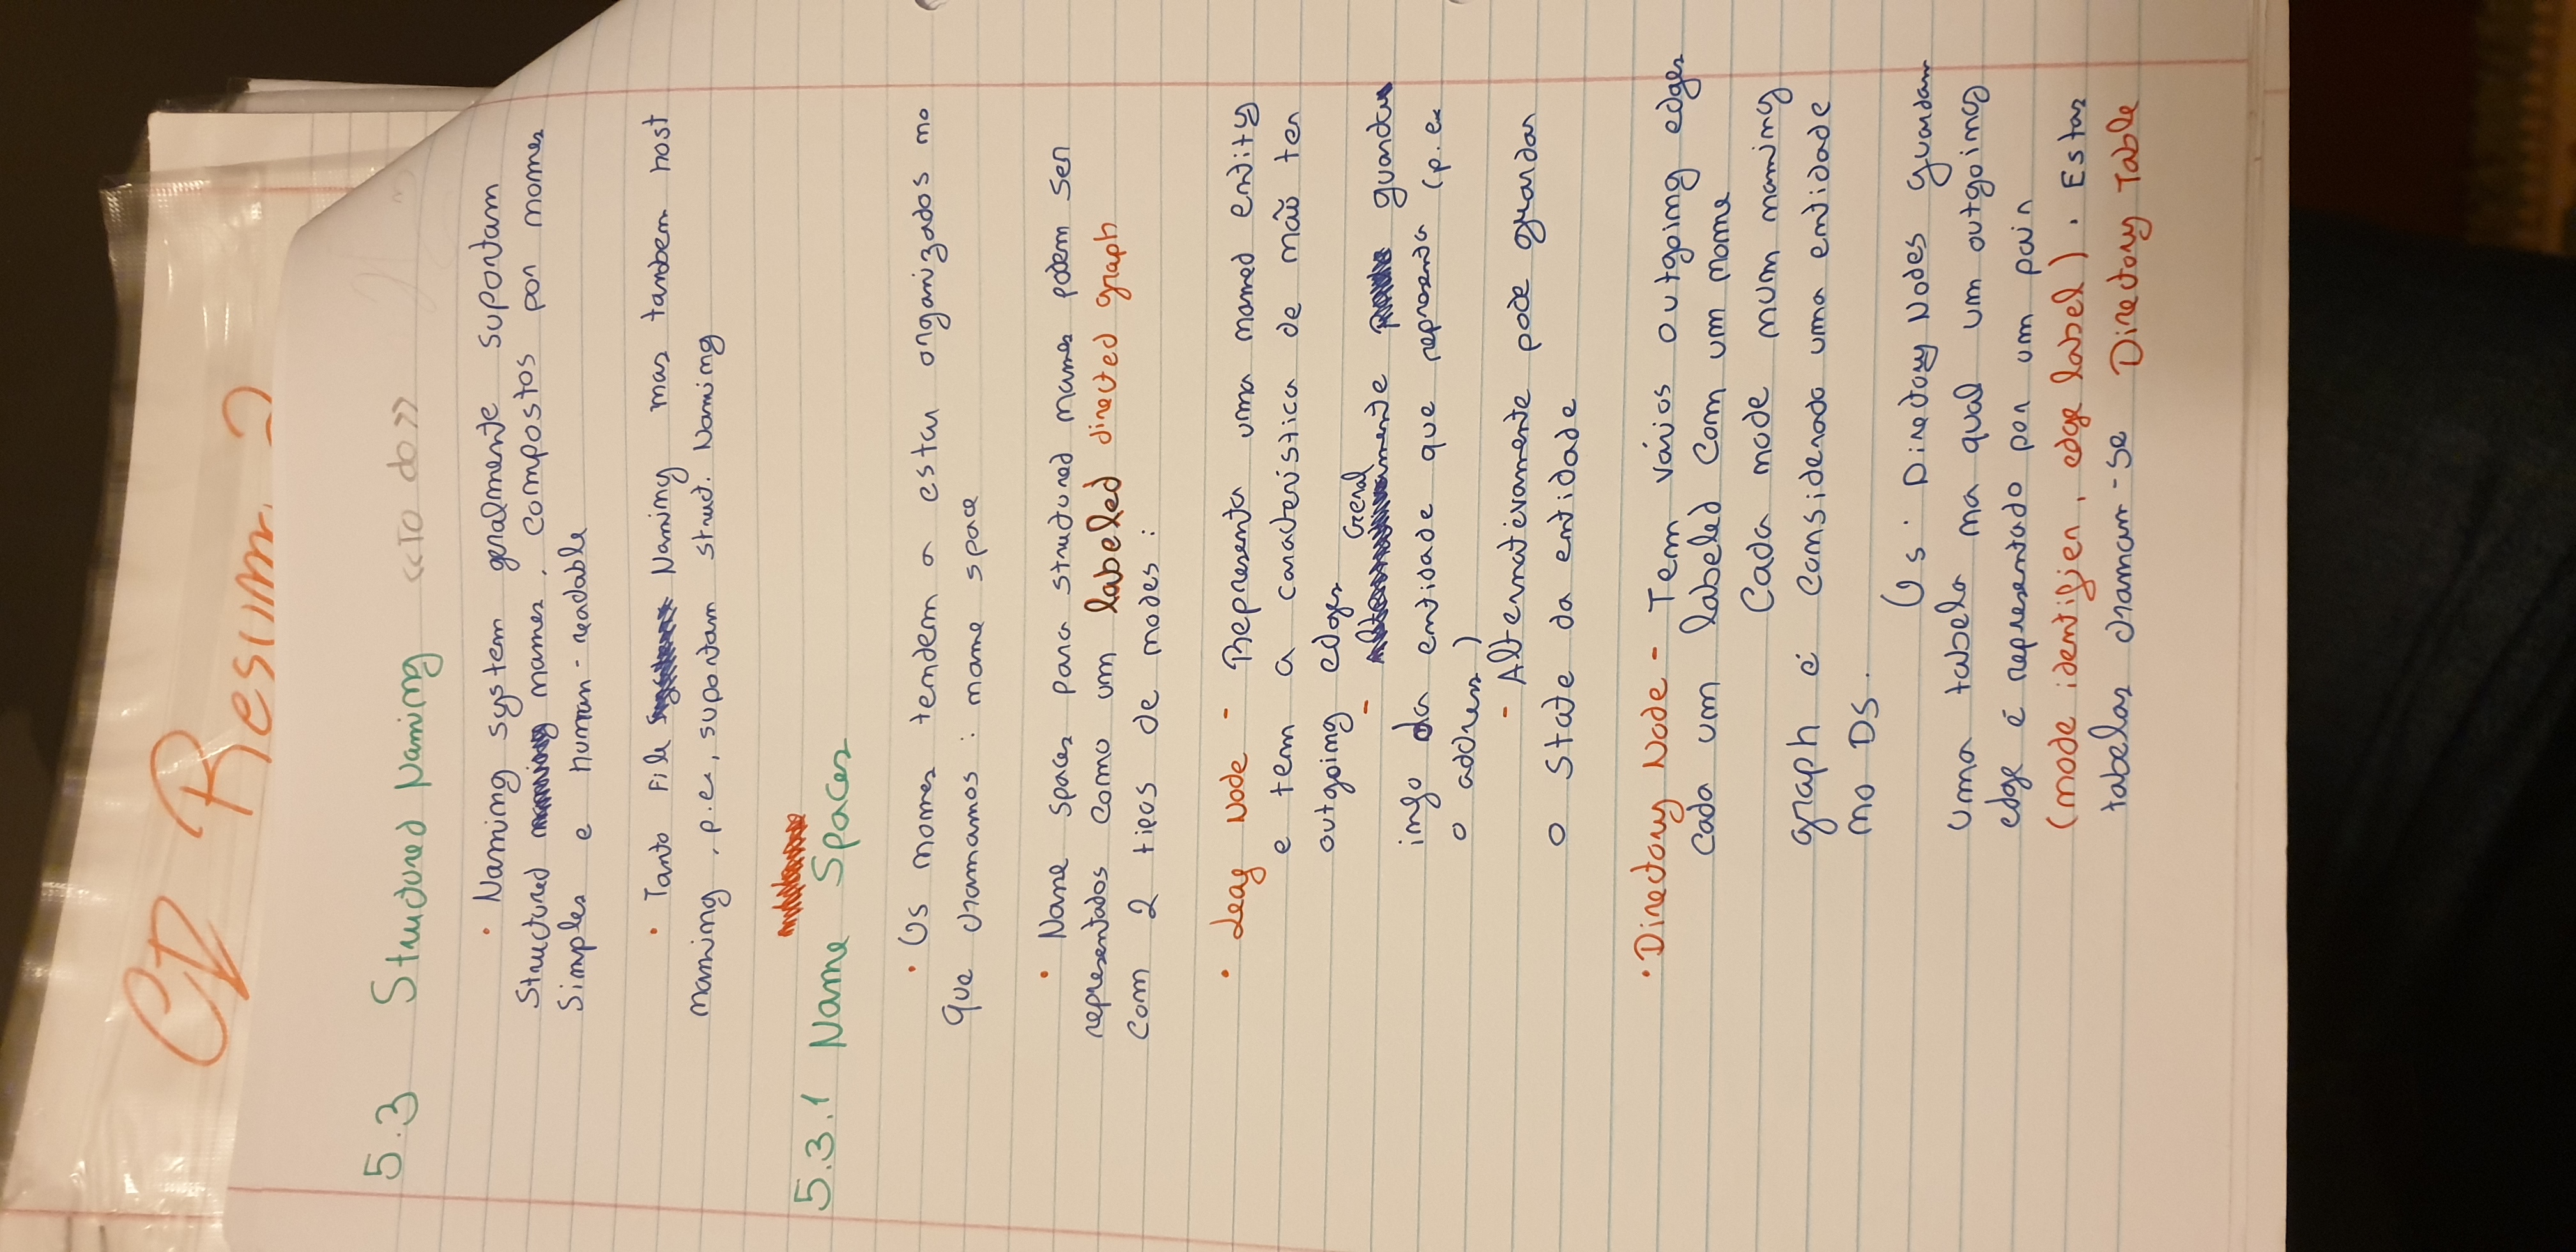 CD Resum. 2
5.3 Structured Naming <<To do>>
• Naming system geralmente suportam
Structured names, compostos por nomes
Simples e human-readable
• Tanto File Naming mas tambem host
naming, p.ex, suportam struct. Naming
5.3.1 Name Spaces
• Os nomes tendem a estar organizados no
que chamamos : name space
• Name spaces para structured names podem ser
representados como um labeled directed graph
com 2 tipos de nodes :
• Leaf Node - Representa uma named entity
e tem a característica de não ter
outgoing edges
- Geralmente guarda
info da entidade que representa (p.ex
o address)
- Alternativamente pode guardar
o state da entidade
• Directory Node - Tem vários outgoing edges
cada um labeled com um nome
Cada node num naming
graph é considerado uma entidade
no DS.
Os Directory Nodes guardam
uma tabela na qual um outgoing
edge é representado por um pair
(node identifier, edge label). Estas
tabelas chamam-se Directory Table